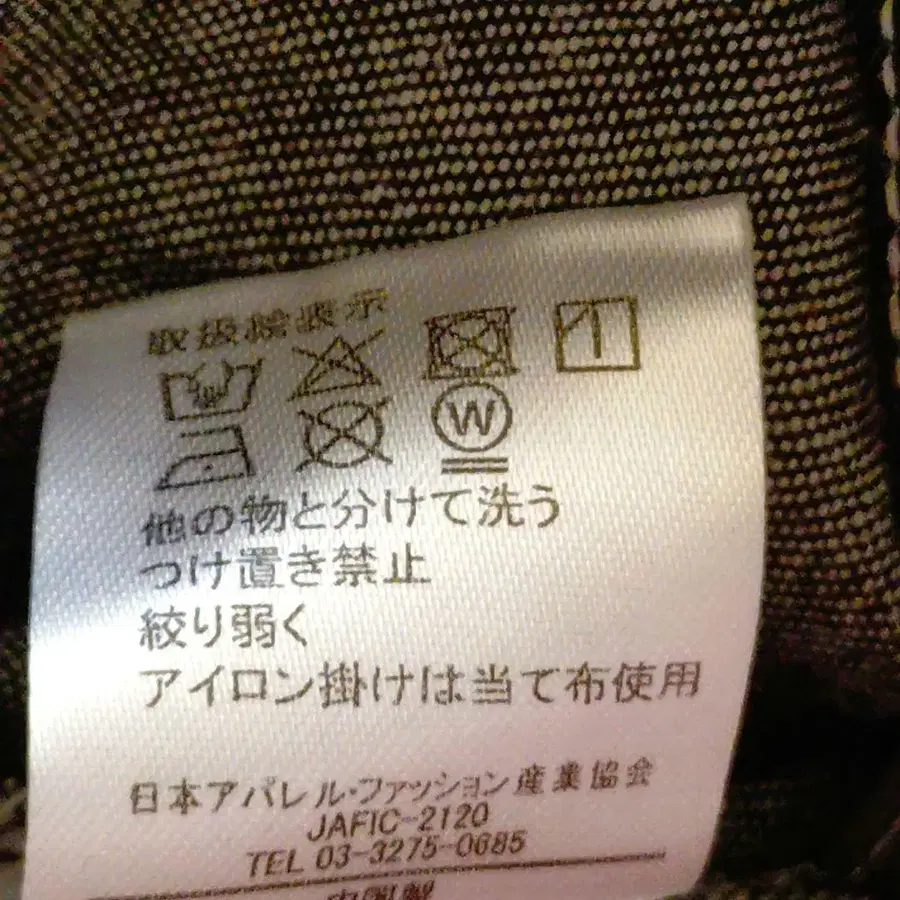 取扱絵表示
W
他の物と分けて洗う
つけ置き禁止
絞り弱く
アイロン掛けは当て布使用
日本アパレル・ファッション産業協会
JAFIC-2120
TEL 03-3275-0685
中国製